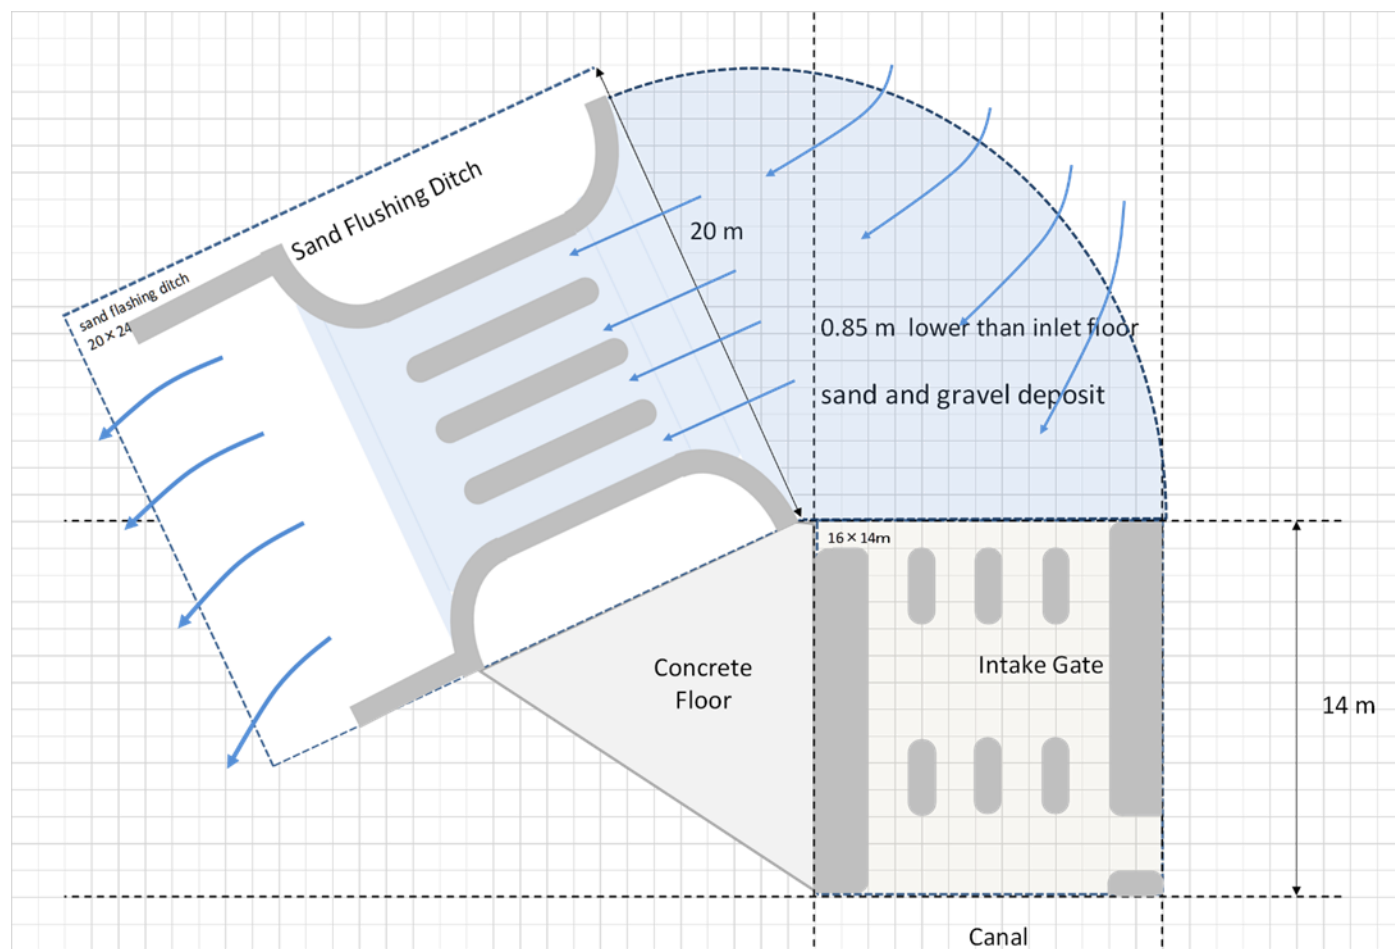 Sand Flushing Ditch
sand flashing ditch
20×24
20 m
0.85 m lower than inlet floor
sand and gravel deposit
16×14m
Concrete
Floor
Intake Gate
14 m
Canal